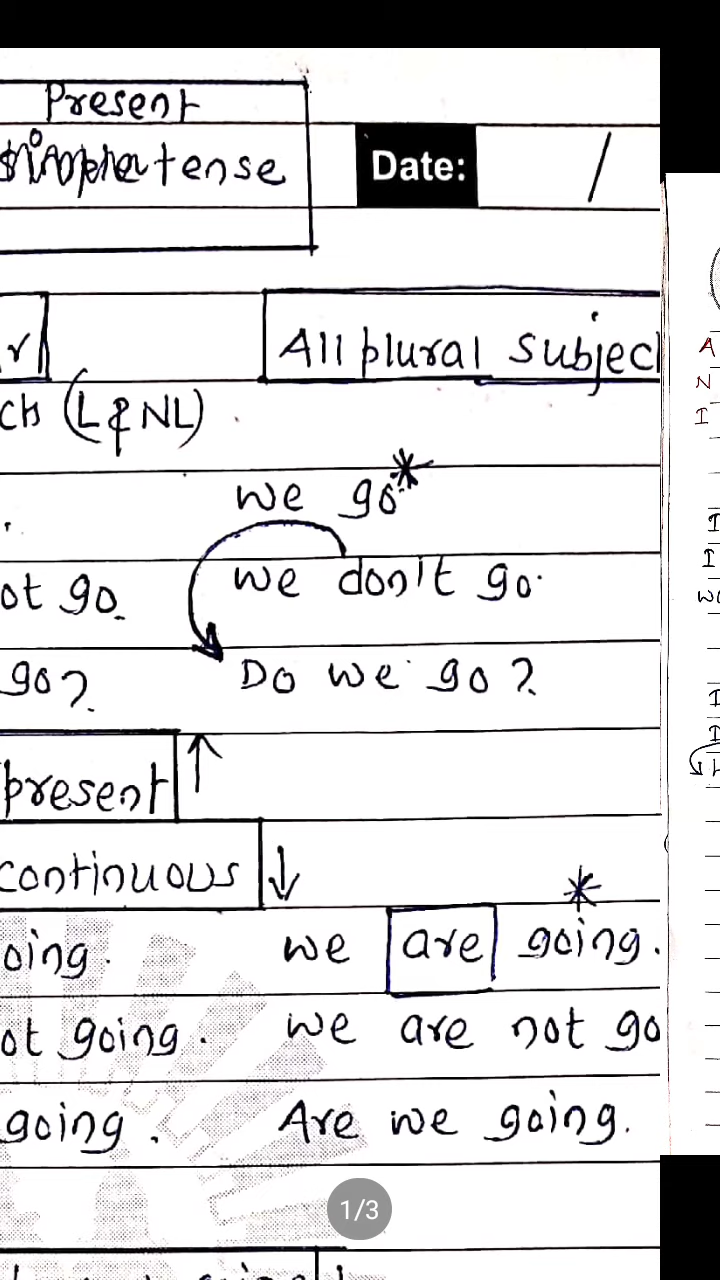 Present
tense
Date: /
All plural Subjec
(L & NL)
we go
ot go. we don't go.
go? Do we go?
present
continuous
oing. we are going.
ot going. we are not go
going. Are we going.
A
N
I
I
I
I
1/3